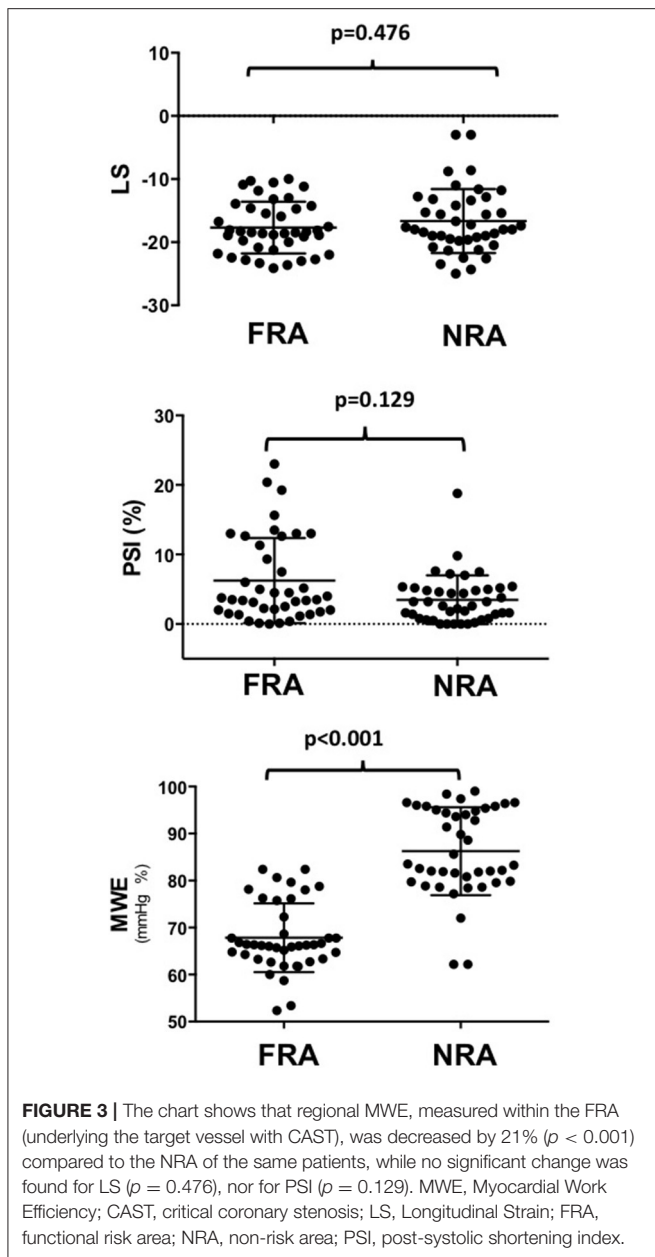 p=0.476
0
-10
-20
-30
LS
FRA NRA
p=0.129
30
20
10
0
PSI (%)
FRA NRA
p<0.001
100
90
80
70
60
50
MWE
(mmHg %)
FRA NRA
FIGURE 3 | The chart shows that regional MWE, measured within the FRA
(underlying the target vessel with CAST), was decreased by 21% (p < 0.001)
compared to the NRA of the same patients, while no significant change was
found for LS (p = 0.476), nor for PSI (p = 0.129). MWE, Myocardial Work
Efficiency; CAST, critical coronary stenosis; LS, Longitudinal Strain; FRA,
functional risk area; NRA, non-risk area; PSI, post-systolic shortening index.